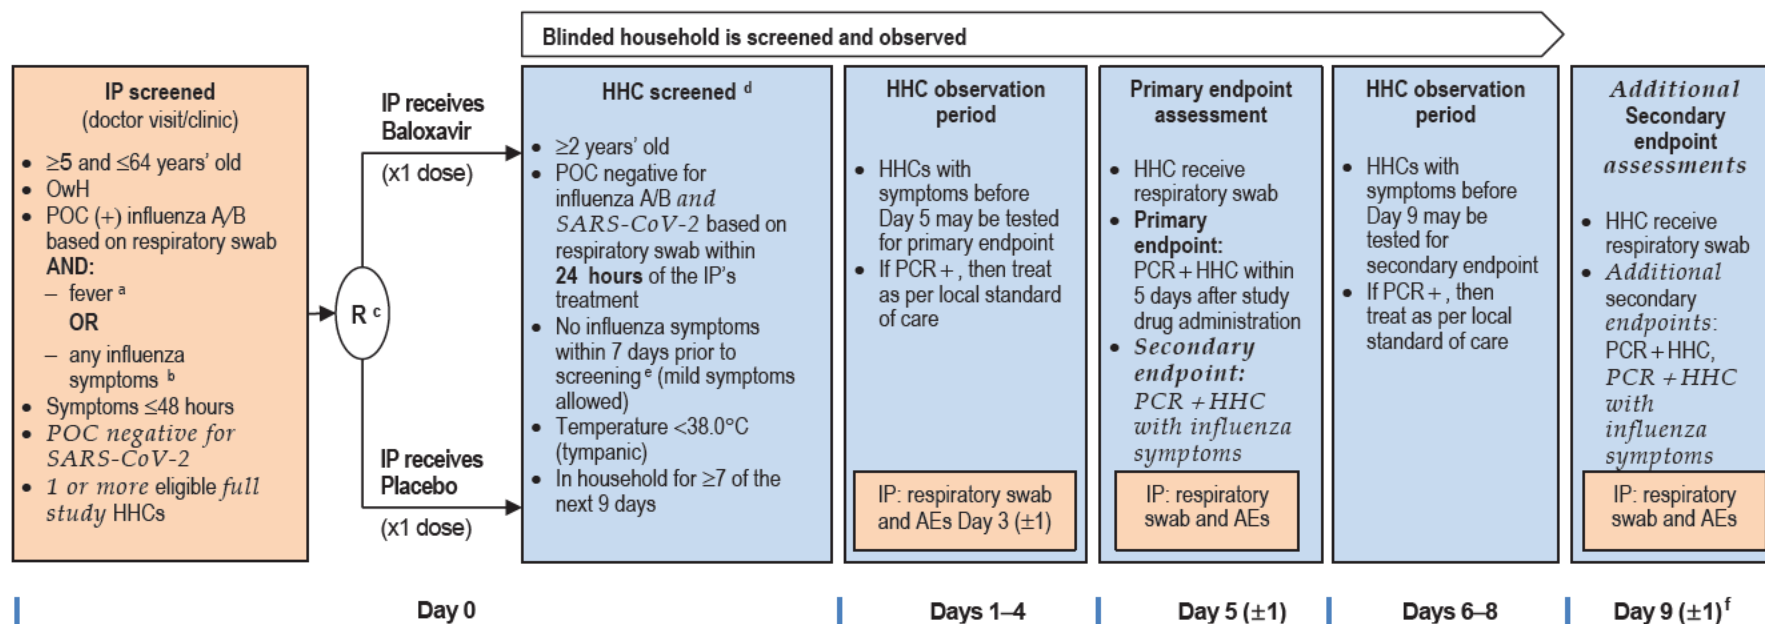 Blinded household is screened and observed
IP screened
(doctor visit/clinic)
• ≥5 and ≤64 years' old
• OwH
• POC (+) influenza A/B
based on respiratory swab
AND:
– fever a
OR
– any influenza
symptoms b
• Symptoms ≤48 hours
• POC negative for
SARS-CoV-2
• 1 or more eligible full
study HHCs
R c
IP receives
Baloxavir
(x1 dose)
IP receives
Placebo
(x1 dose)
HHC screened d
• ≥2 years' old
• POC negative for
influenza A/B and
SARS-CoV-2 based on
respiratory swab within
24 hours of the IP's
treatment
• No influenza symptoms
within 7 days prior to
screening e (mild symptoms
allowed)
• Temperature <38.0°C
(tympanic)
• In household for ≥7 of the
next 9 days
HHC observation
period
• HHCs with
symptoms before
Day 5 may be tested
for primary endpoint
• If PCR+, then treat
as per local standard
of care
IP: respiratory swab
and AEs Day 3 (±1)
Primary endpoint
assessment
• HHC receive
respiratory swab
• Primary
endpoint:
PCR+HHC within
5 days after study
drug administration
• Secondary
endpoint:
PCR+HHC
with influenza
symptoms
IP: respiratory
swab and AEs
HHC observation
period
• HHCs with
symptoms before
Day 9 may be
tested for
secondary endpoint
• If PCR+, then
treat as per local
standard of care
Additional
Secondary
endpoint
assessments
• HHC receive
respiratory swab
• Additional
secondary
endpoints:
PCR+HHC,
PCR+HHC
with
influenza
symptoms
IP: respiratory
swab and AEs
Day 0
Days 1–4
Day 5 (±1)
Days 6–8
Day 9 (±1) f